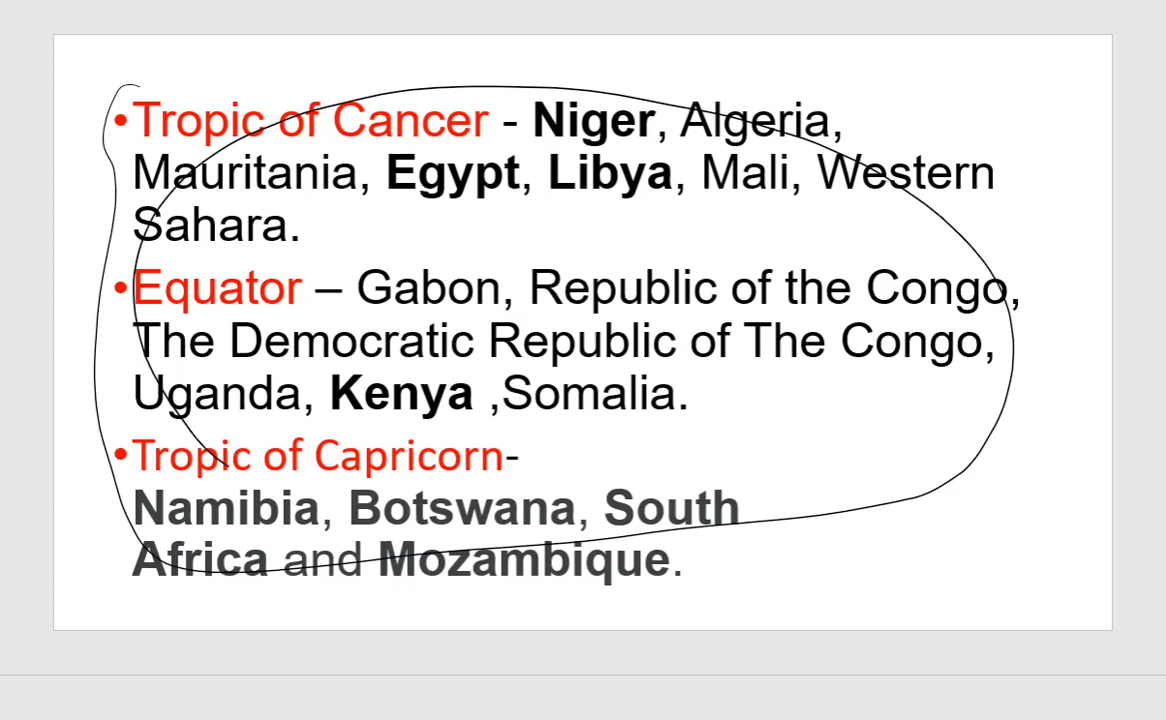 •Tropic of Cancer - Niger, Algeria,
Mauritania, Egypt, Libya, Mali, Western
Sahara.
•Equator – Gabon, Republic of the Congo,
The Democratic Republic of The Congo,
Uganda, Kenya ,Somalia.
•Tropic of Capricorn-
Namibia, Botswana, South
Africa and Mozambique.